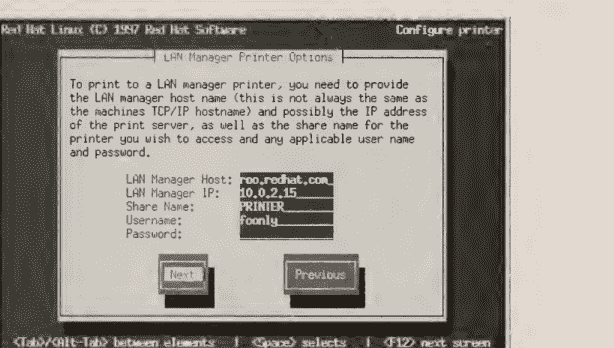 Red Hat Linux (C) 1997 Red Hat Software Configure printer
LAN Manager Printer Options
To print to a LAN manager printer, you need to provide
the LAN manager host name (this is not always the same as
the machines TCP/IP hostname) and possibly the IP address
of the print server, as well as the share name for the
printer you wish to access and any applicable user name
and password.
LAN Manager Host: roo.redhat.com_
LAN Manager IP: 10.0.2.15______
Share Name: PRINTER________
Username: foonly_________
Password:
Next Previous
<Tab>/<Alt-Tab> between elements | <Space> selects | <F12> next screen